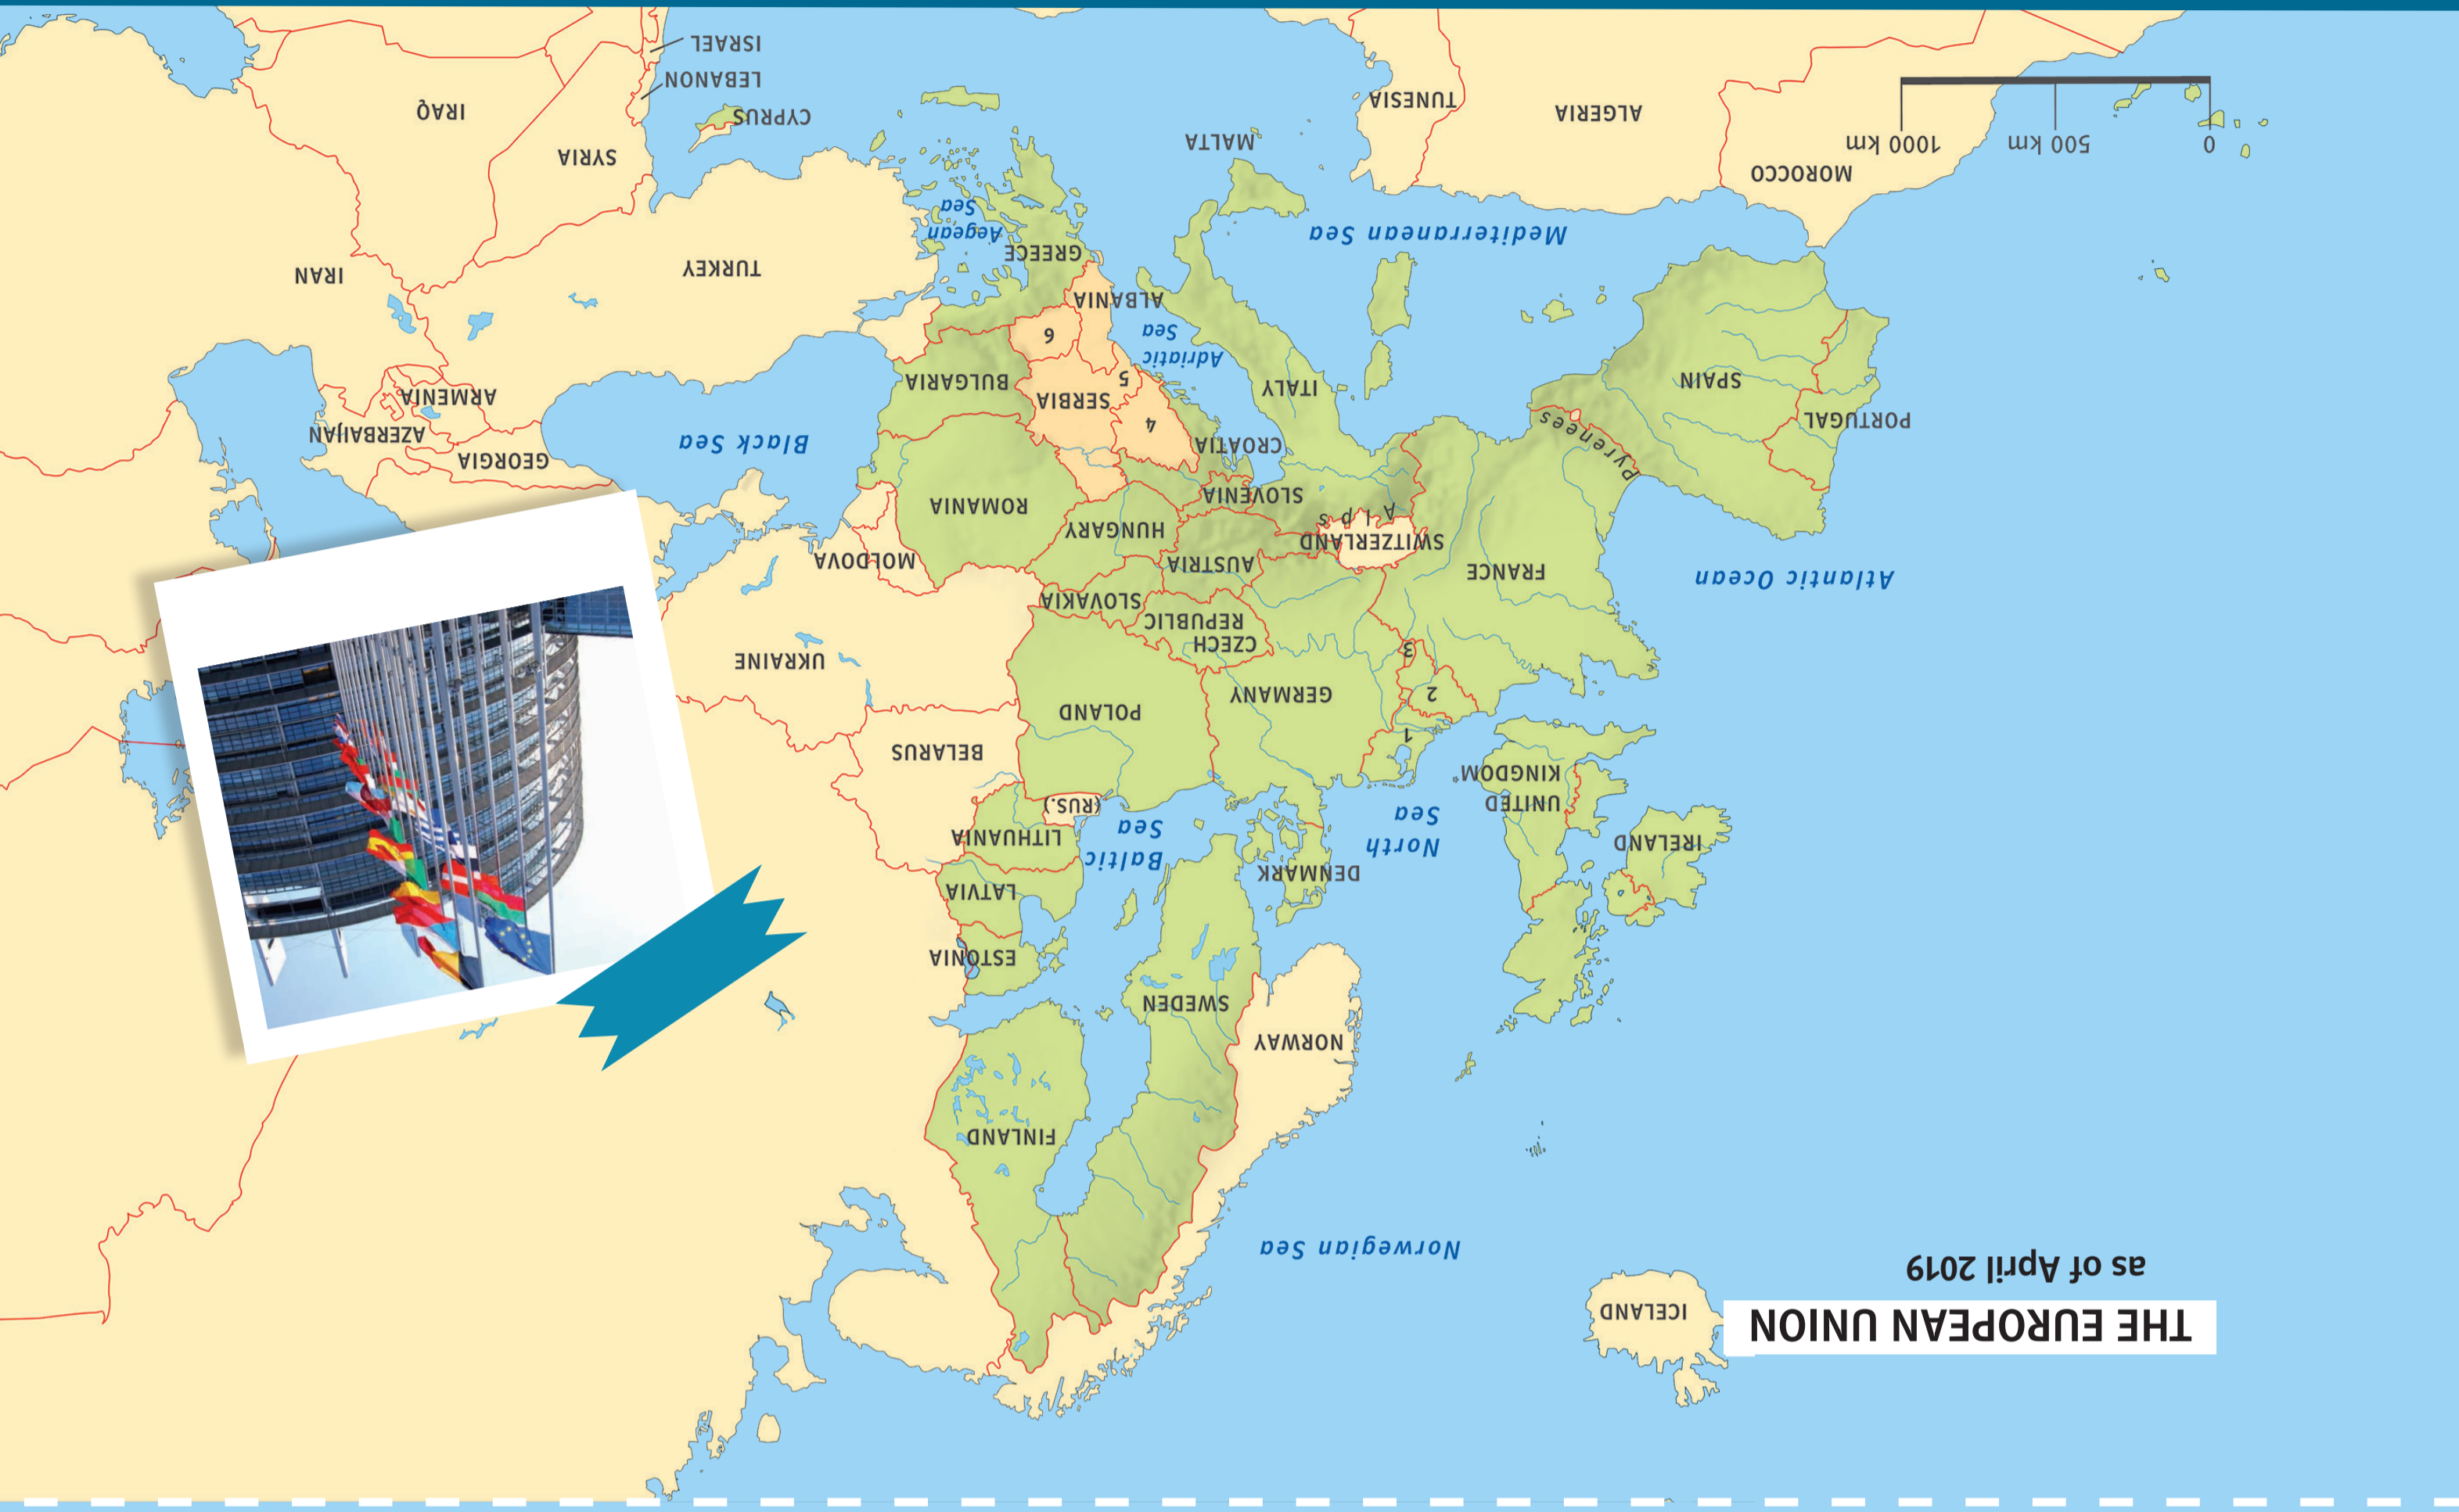 THE EUROPEAN UNION
as of April 2019
ICELAND
Norwegian Sea
FINLAND
NORWAY
SWEDEN
ESTONIA
LATVIA
DENMARK
Baltic
Sea
LITHUANIA
(RUS.)
North
Sea
IRELAND
UNITED
KINGDOM*
BELARUS
1
POLAND
GERMANY
2
UKRAINE
3
CZECH
REPUBLIC
SLOVAKIA
Atlantic Ocean
FRANCE
AUSTRIA
MOLDOVA
SWITZERLAND
Alps
HUNGARY
ROMANIA
SLOVENIA
GEORGIA
Pyrenees
CROATIA
Black Sea
AZERBAIJAN
4
PORTUGAL
SERBIA
ARMENIA
ITALY
5
BULGARIA
SPAIN
Adriatic
Sea
6
ALBANIA
IRAN
TURKEY
GREECE
Mediterranean Sea
Aegean
Sea
MOROCCO
SYRIA
MALTA
0 500 km 1000 km
CYPRUS
ALGERIA
IRAQ
TUNESIA
LEBANON
ISRAEL